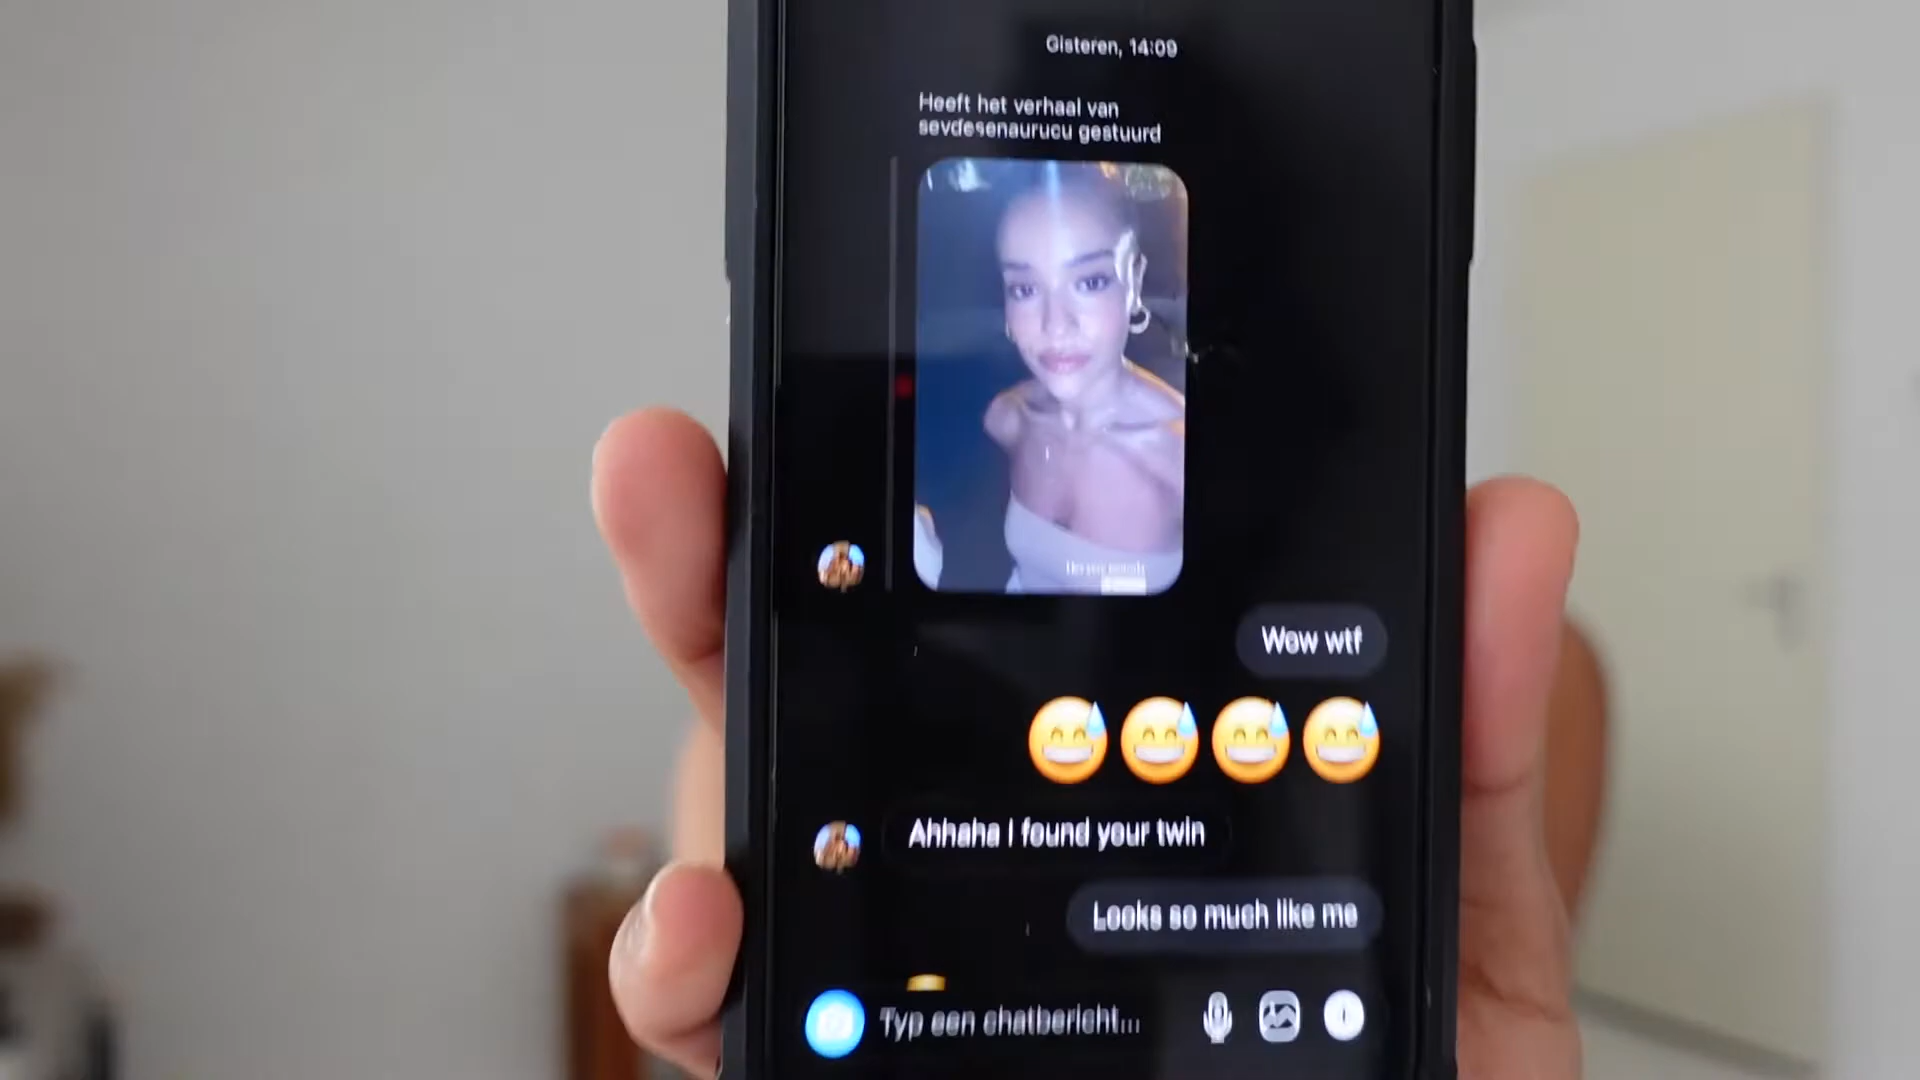 Gisteren, 14:09
Heeft het verhaal van
sevdesenaurucu gestuurd
Wow wtf
Ahhaha I found your twin
Looks so much like me
Typ een chatbericht...